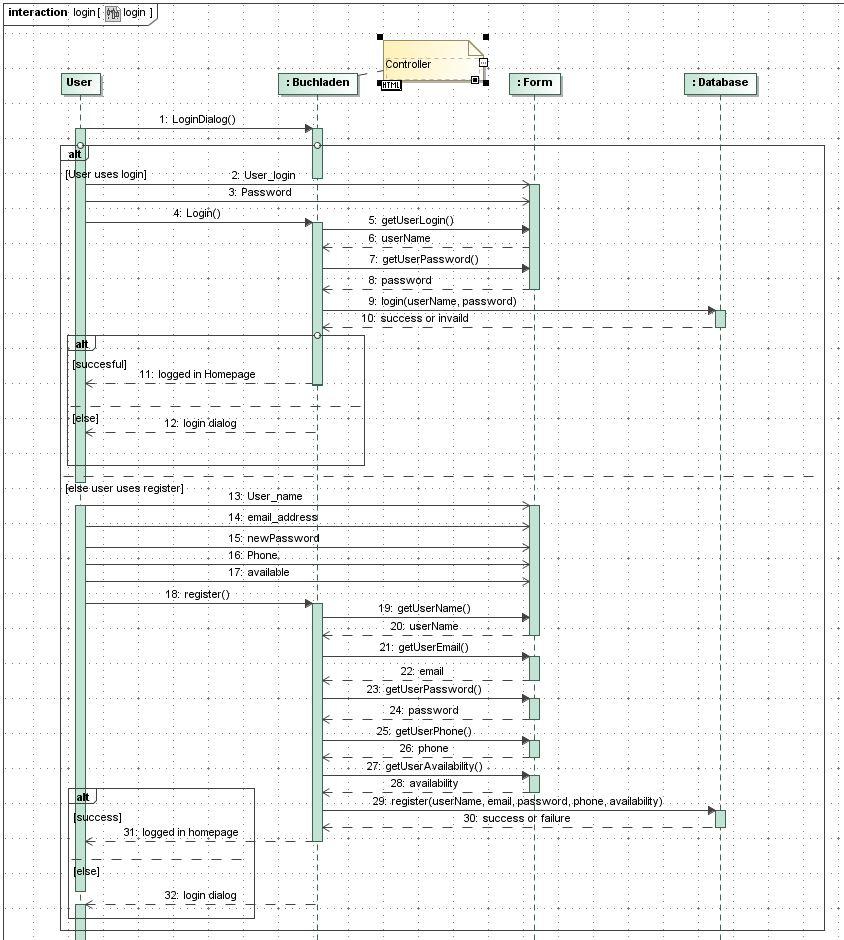 interaction login [ login ]
Controller
HTML
User
: Buchladen
: Form
: Database
1: LoginDialog()
alt
[User uses login]
2: User_login
3: Password
4: Login()
5: getUserLogin()
6: userName
7: getUserPassword()
8: password
9: login(userName, password)
10: success or invaild
alt
[succesful]
11: logged in Homepage
[else]
12: login dialog
[else user uses register]
13: User_name
14: email_address
15: newPassword
16: Phone,
17: available
18: register()
19: getUserName()
20: userName
21: getUserEmail()
22: email
23: getUserPassword()
24: password
25: getUserPhone()
26: phone
27: getUserAvailability()
28: availability
29: register(userName, email, password, phone, availability)
30: success or failure
alt
[success]
31: logged in homepage
[else]
32: login dialog